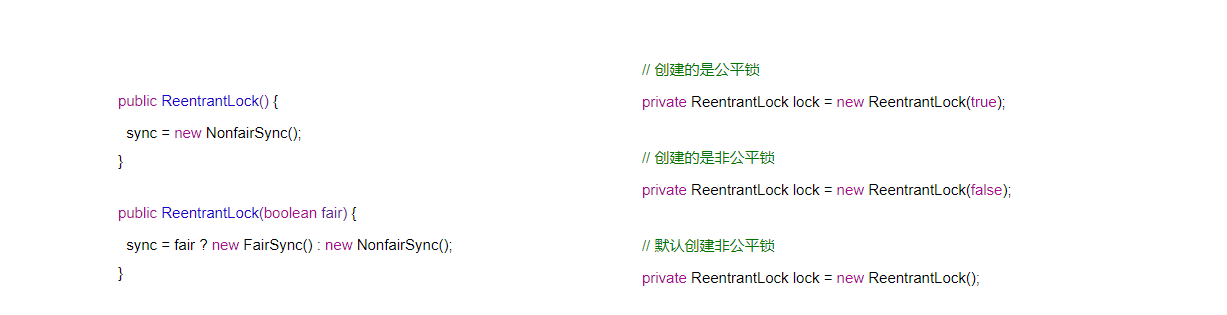 public ReentrantLock() {
  sync = new NonfairSync();
}
public ReentrantLock(boolean fair) {
  sync = fair ? new FairSync() : new NonfairSync();
}
// 创建的是公平锁
private ReentrantLock lock = new ReentrantLock(true);
// 创建的是非公平锁
private ReentrantLock lock = new ReentrantLock(false);
// 默认创建非公平锁
private ReentrantLock lock = new ReentrantLock();